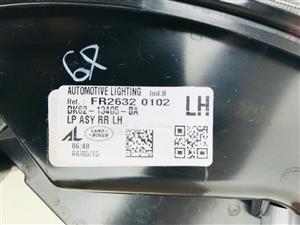 68
AUTOMOTIVE LIGHTING Ind.B
Ref.: FR2632 0102 LH
DK62-13405-BA
LP ASY RR LH
AL LAND ROVER
06:40
04/05/15